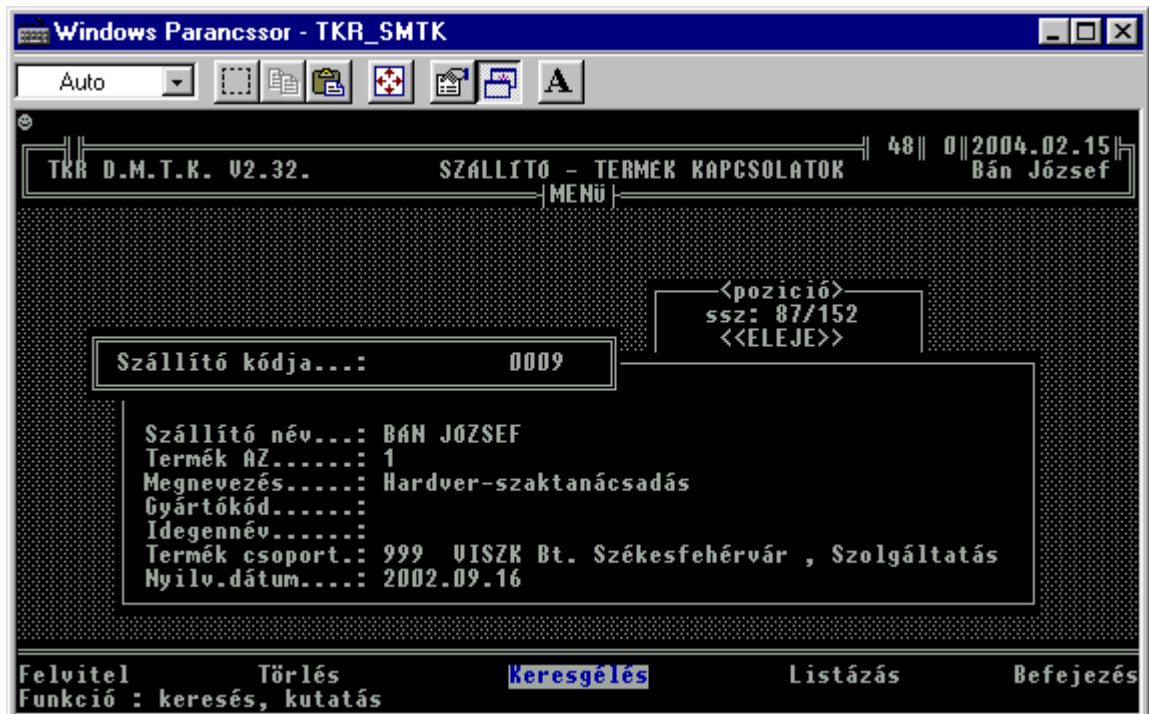 Windows Parancssor - TKR_SMTK
Auto
A
48 0 2004.02.15
TKR D.M.T.K. V2.32. SZÁLLÍTÓ - TERMÉK KAPCSOLATOK Bán József
MENÜ
<pozíció>
ssz: 87/152
<<ELEJE>>
Szállító kódja...: 0009
Szállító név...: BÁN JÓZSEF
Termék AZ......: 1
Megnevezés.....: Hardver-szaktanácsadás
Gyártókód......:
Idegennév......:
Termék csoport.: 999 VISZK Bt. Székesfehérvár , Szolgáltatás
Nyilv.dátum....: 2002.09.16
Felvitel Törlés Keresgélés Listázás Befejezés
Funkció : keresés, kutatás